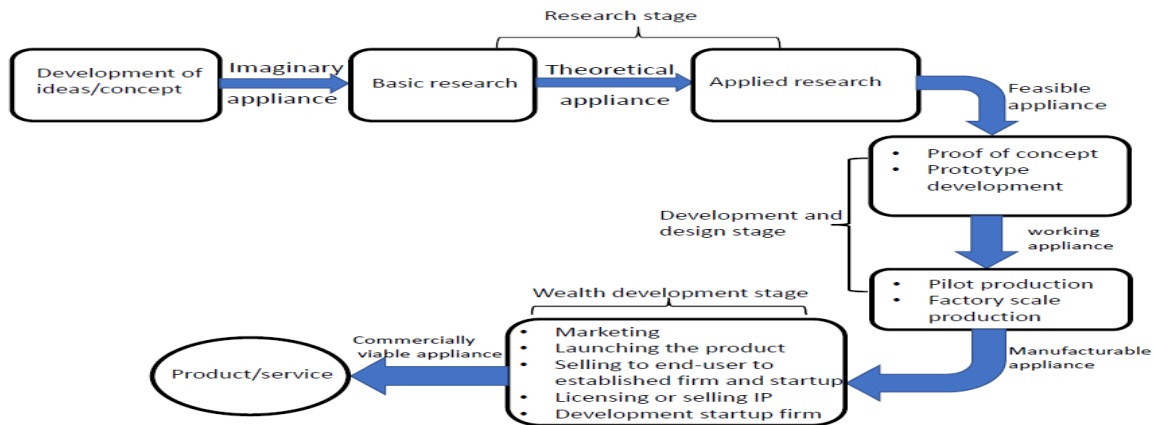 Research stage
Development of
ideas/concept
Imaginary
appliance
Basic research
Theoretical
appliance
Applied research
Feasible
appliance
• Proof of concept
• Prototype
development
Development and
design stage
working
appliance
• Pilot production
• Factory scale
production
Manufacturable
appliance
Wealth development stage
• Marketing
• Launching the product
• Selling to end-user to
established firm and startup
• Licensing or selling IP
• Development startup firm
Commercially
viable appliance
Product/service